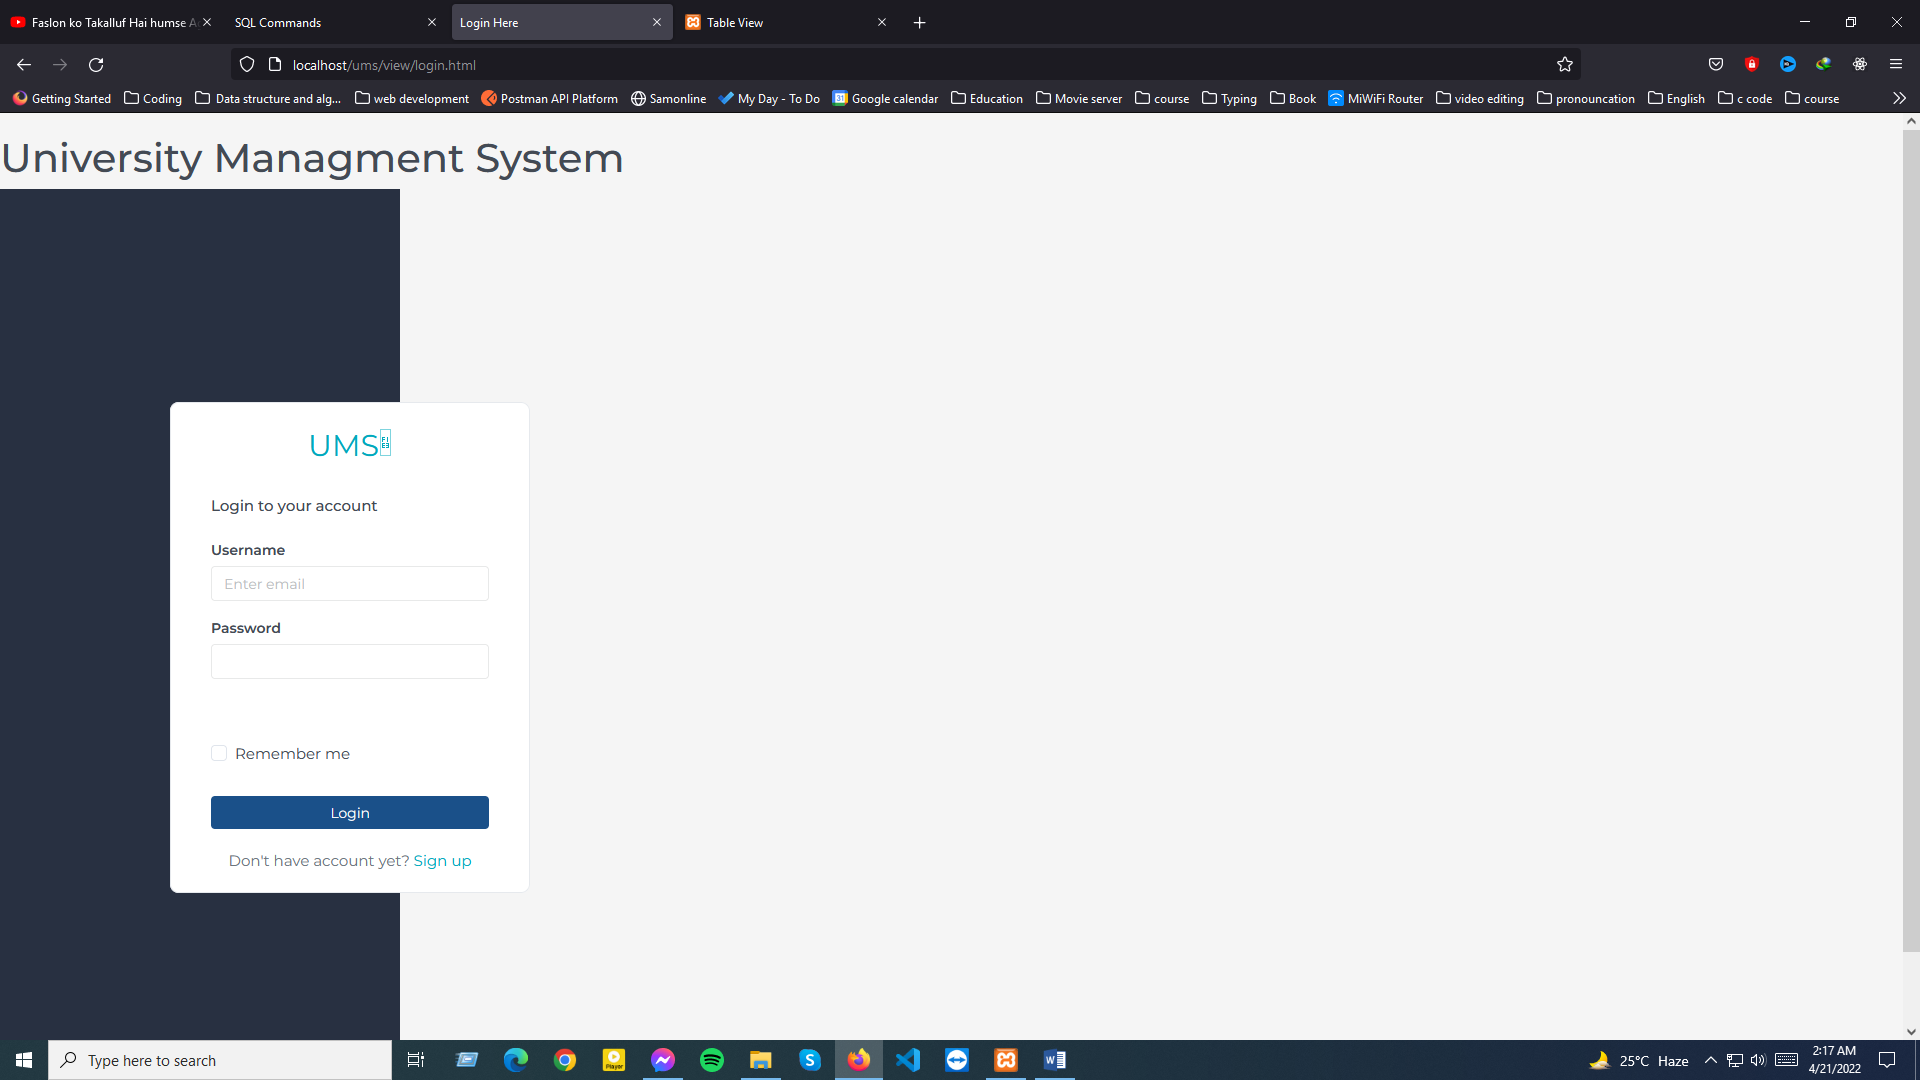 Faslon ko Takalluf Hai humse A
SQL Commands
Login Here
Table View
localhost/ums/view/login.html
Getting Started
Coding
Data structure and alg...
web development
Postman API Platform
Samonline
My Day - To Do
Google calendar
Education
Movie server
course
Typing
Book
MiWiFi Router
video editing
pronouncation
English
c code
course
University Managment System
UMS
Login to your account
Username
Enter email
Password
Remember me
Login
Don't have account yet? Sign up
Type here to search
25°C Haze
2:17 AM
4/21/2022